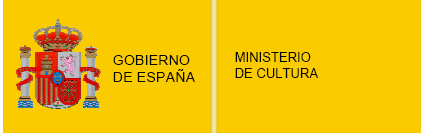 GOBIERNO
DE ESPAÑA
MINISTERIO
DE CULTURA